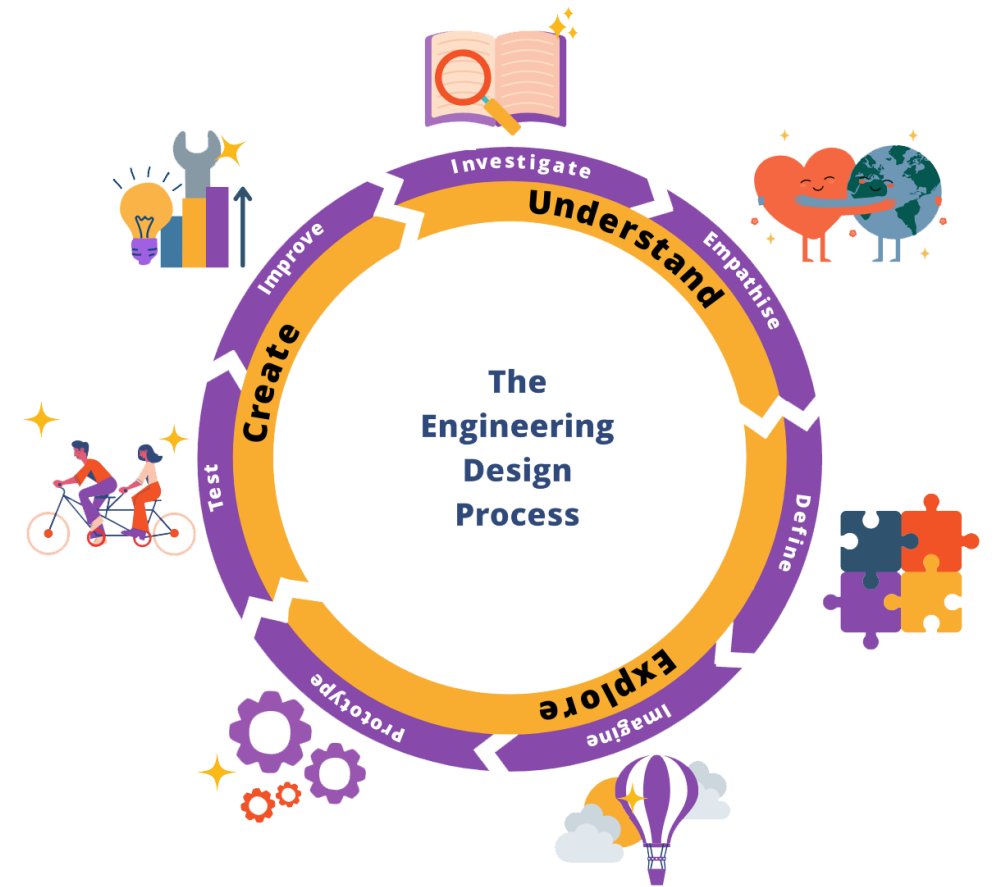 Investigate
Understand
Empathise
Define
Explore
Imagine
Prototype
Test
Create
Improve
The
Engineering
Design
Process